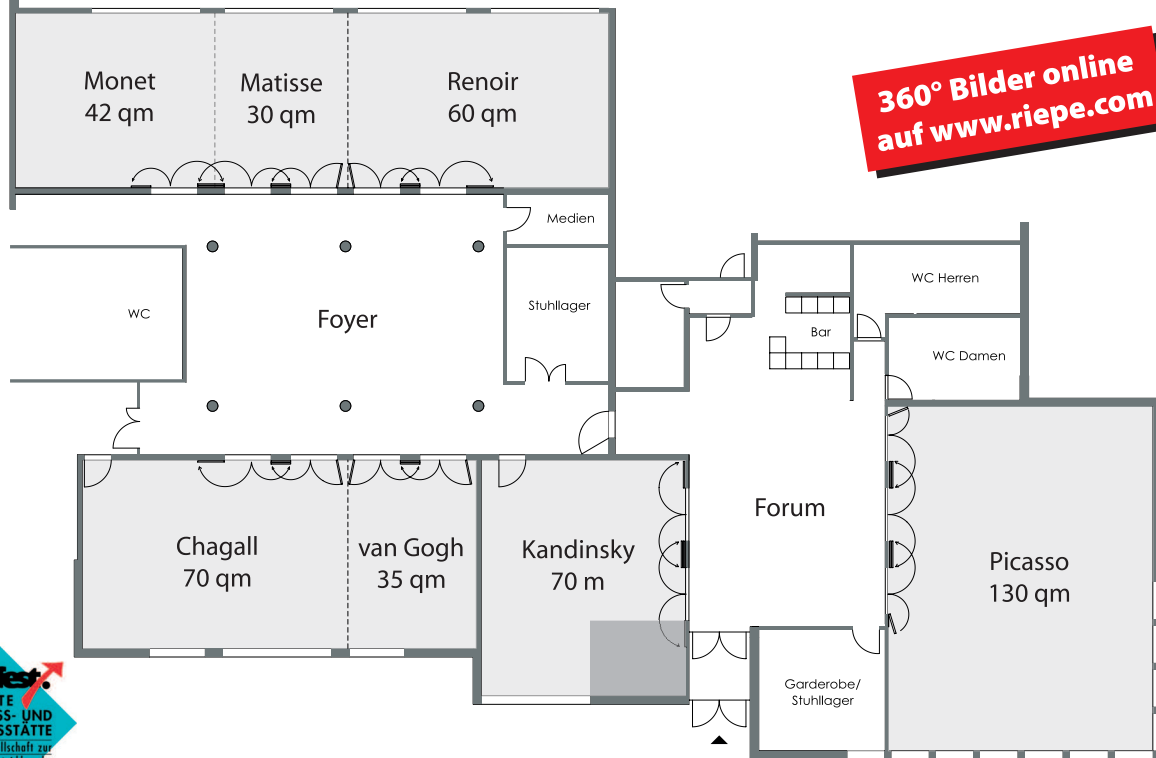 Monet
42 qm
Matisse
30 qm
Renoir
60 qm
360° Bilder online
auf www.riepe.com
Medien
WC
Foyer
Stuhllager
Bar
WC Herren
WC Damen
Chagall
70 qm
van Gogh
35 qm
Kandinsky
70 m
Forum
Picasso
130 qm
Garderobe/
Stuhllager